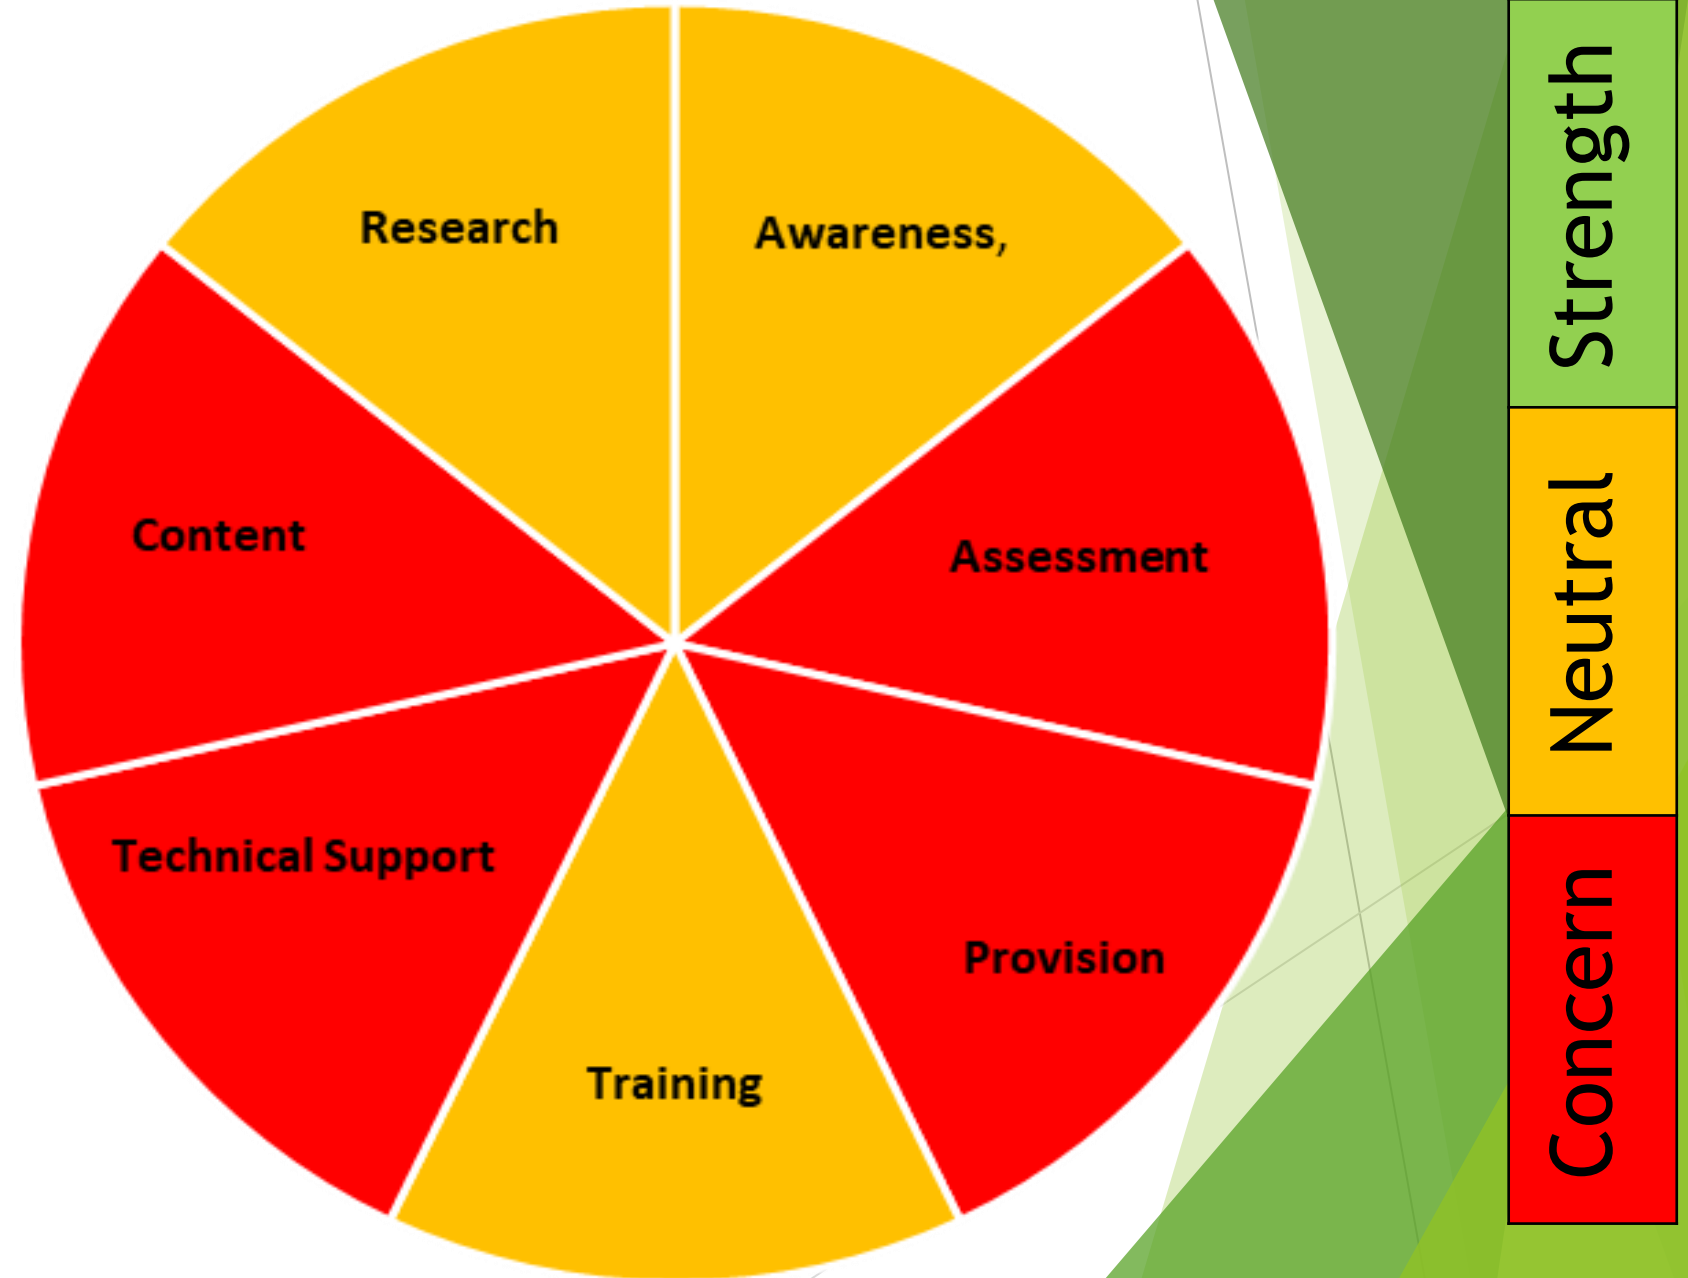 Research
Awareness,
Content
Assessment
Technical Support
Provision
Training
Strength
Neutral
Concern